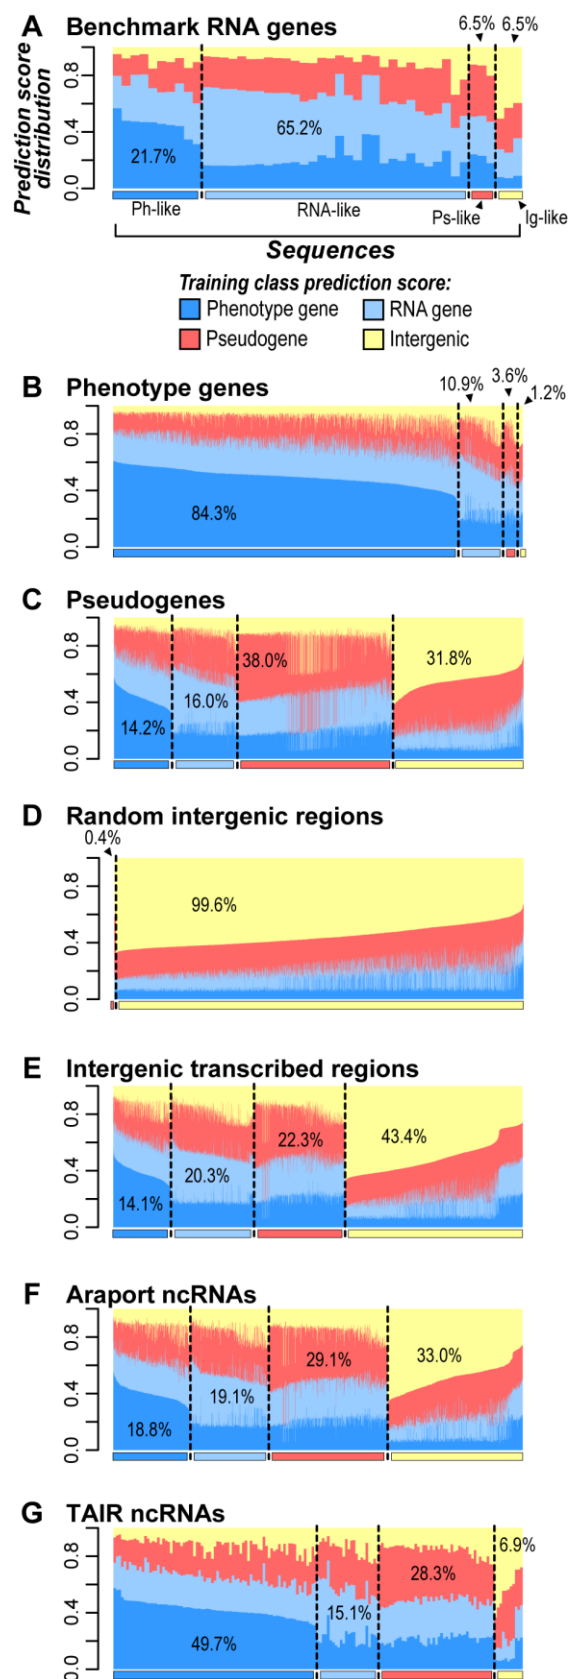 A Benchmark RNA genes
6.5% 6.5%
Prediction score
distribution
0.8
0.4
0.0
65.2%
21.7%
Ph-like RNA-like Ps-like Ig-like
Sequences
Training class prediction score:
Phenotype gene RNA gene
Pseudogene Intergenic
B Phenotype genes
10.9% 3.6% 1.2%
0.8
0.4
0.0
84.3%
C Pseudogenes
0.8
0.4
0.0
38.0% 31.8%
16.0%
14.2%
D Random intergenic regions
0.4%
0.8
0.4
0.0
99.6%
E Intergenic transcribed regions
0.8
0.4
0.0
22.3% 43.4%
20.3%
14.1%
F Araport ncRNAs
0.8
0.4
0.0
29.1% 33.0%
19.1%
18.8%
G TAIR ncRNAs
0.8
0.4
0.0
6.9%
28.3%
15.1%
49.7%